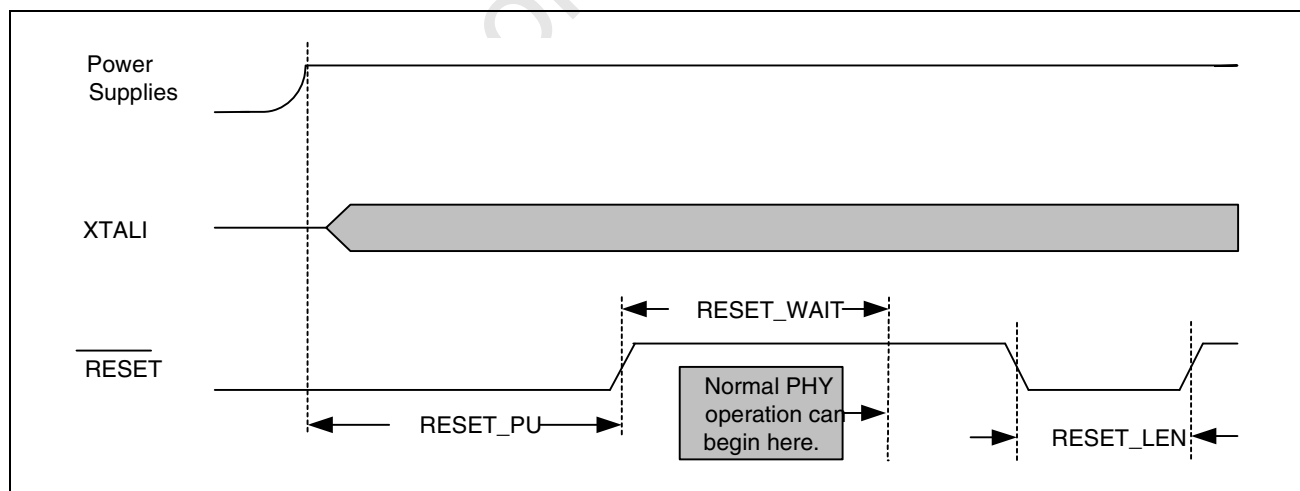 Power
Supplies
XTALI
RESET_WAIT
RESET
Normal PHY
operation can
begin here.
RESET_PU
RESET_LEN